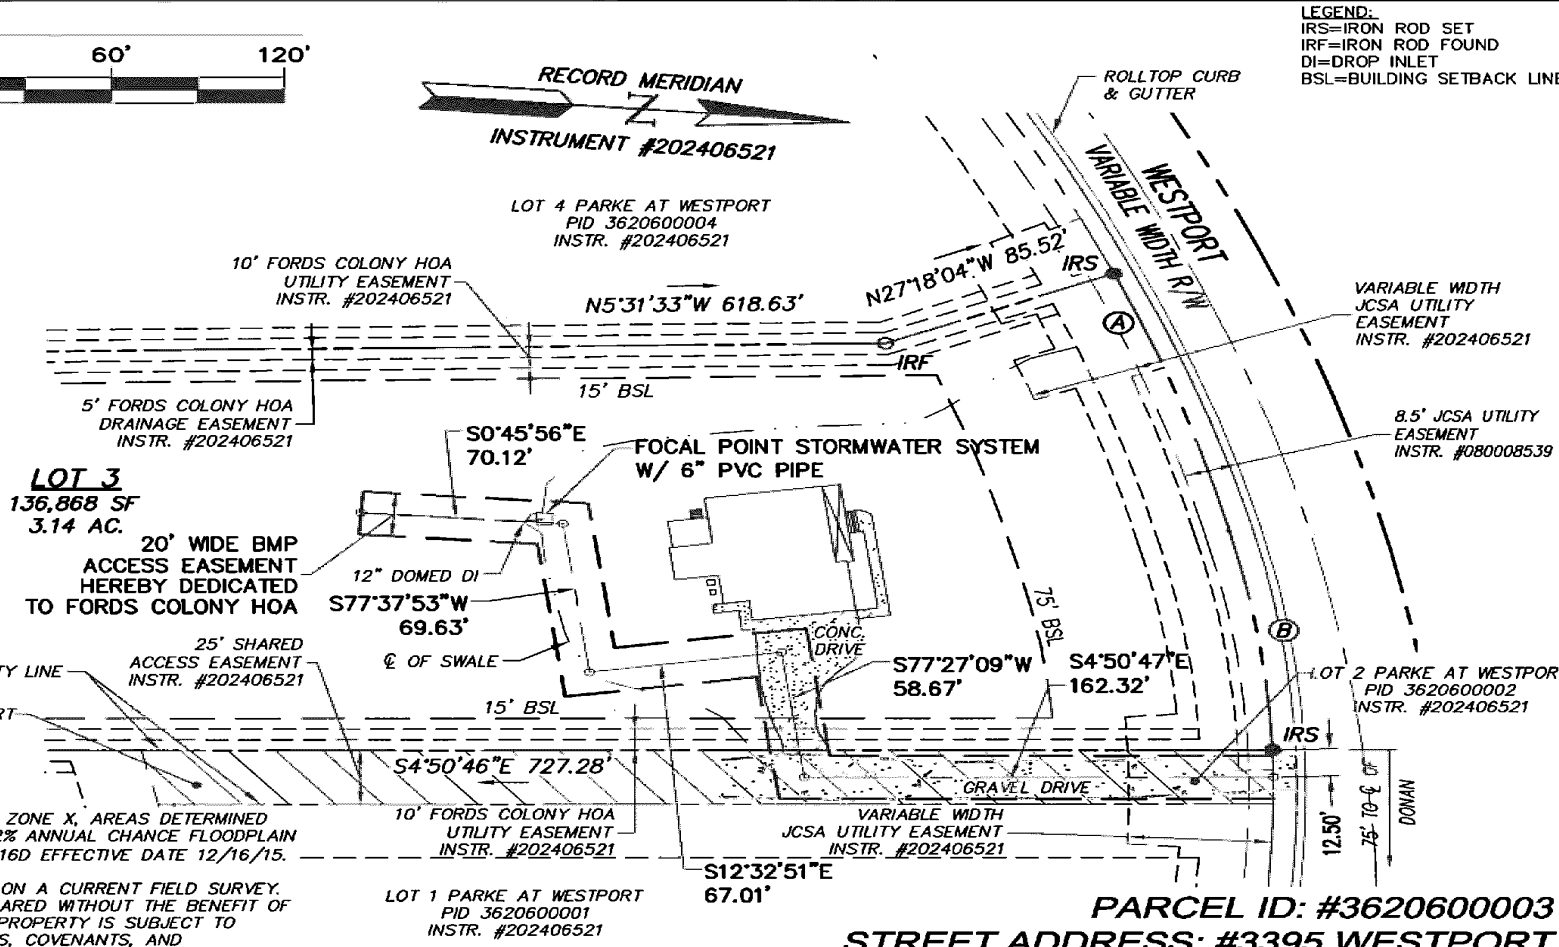 LEGEND:
IRS=IRON ROD SET
IRF=IRON ROD FOUND
DI=DROP INLET
BSL=BUILDING SETBACK LINE
60' 120'
RECORD MERIDIAN
INSTRUMENT #202406521
ROLLTOP CURB
& GUTTER
WESTPORT
VARIABLE WIDTH R/W
LOT 4 PARKE AT WESTPORT
PID 3620600004
INSTR. #202406521
10' FORDS COLONY HOA
UTILITY EASEMENT
INSTR. #202406521
N5°31'33"W 618.63'
N27°18'04"W 85.52'
IRS
A
IRF
VARIABLE WIDTH
JCSA UTILITY
EASEMENT
INSTR. #202406521
15' BSL
5' FORDS COLONY HOA
DRAINAGE EASEMENT
INSTR. #202406521
8.5' JCSA UTILITY
EASEMENT
INSTR. #080008539
S0°45'56"E
70.12'
FOCAL POINT STORMWATER SYSTEM
W/ 6" PVC PIPE
LOT 3
136,868 SF
3.14 AC.
20' WIDE BMP
ACCESS EASEMENT
HEREBY DEDICATED
TO FORDS COLONY HOA
12" DOMED DI
S77°37'53"W
69.63'
℄ OF SWALE
75' BSL
B
CONC.
DRIVE
25' SHARED
ACCESS EASEMENT
INSTR. #202406521
TY LINE
RT
15' BSL
S77°27'09"W
58.67'
S4°50'47"E
162.32'
LOT 2 PARKE AT WESTPOR
PID 3620600002
INSTR. #202406521
IRS
S4°50'46"E 727.28'
GRAVEL DRIVE
12.50'
75' TO ℄ OF
DONAN
ZONE X, AREAS DETERMINED
2% ANNUAL CHANCE FLOODPLAIN
16D EFFECTIVE DATE 12/16/15.
10' FORDS COLONY HOA
UTILITY EASEMENT
INSTR. #202406521
VARIABLE WIDTH
JCSA UTILITY EASEMENT
INSTR. #202406521
S12°32'51"E
67.01'
ON A CURRENT FIELD SURVEY.
ARED WITHOUT THE BENEFIT OF
PROPERTY IS SUBJECT TO
S, COVENANTS, AND
LOT 1 PARKE AT WESTPORT
PID 3620600001
INSTR. #202406521
PARCEL ID: #3620600003
STREET ADDRESS: #3395 WESTPORT